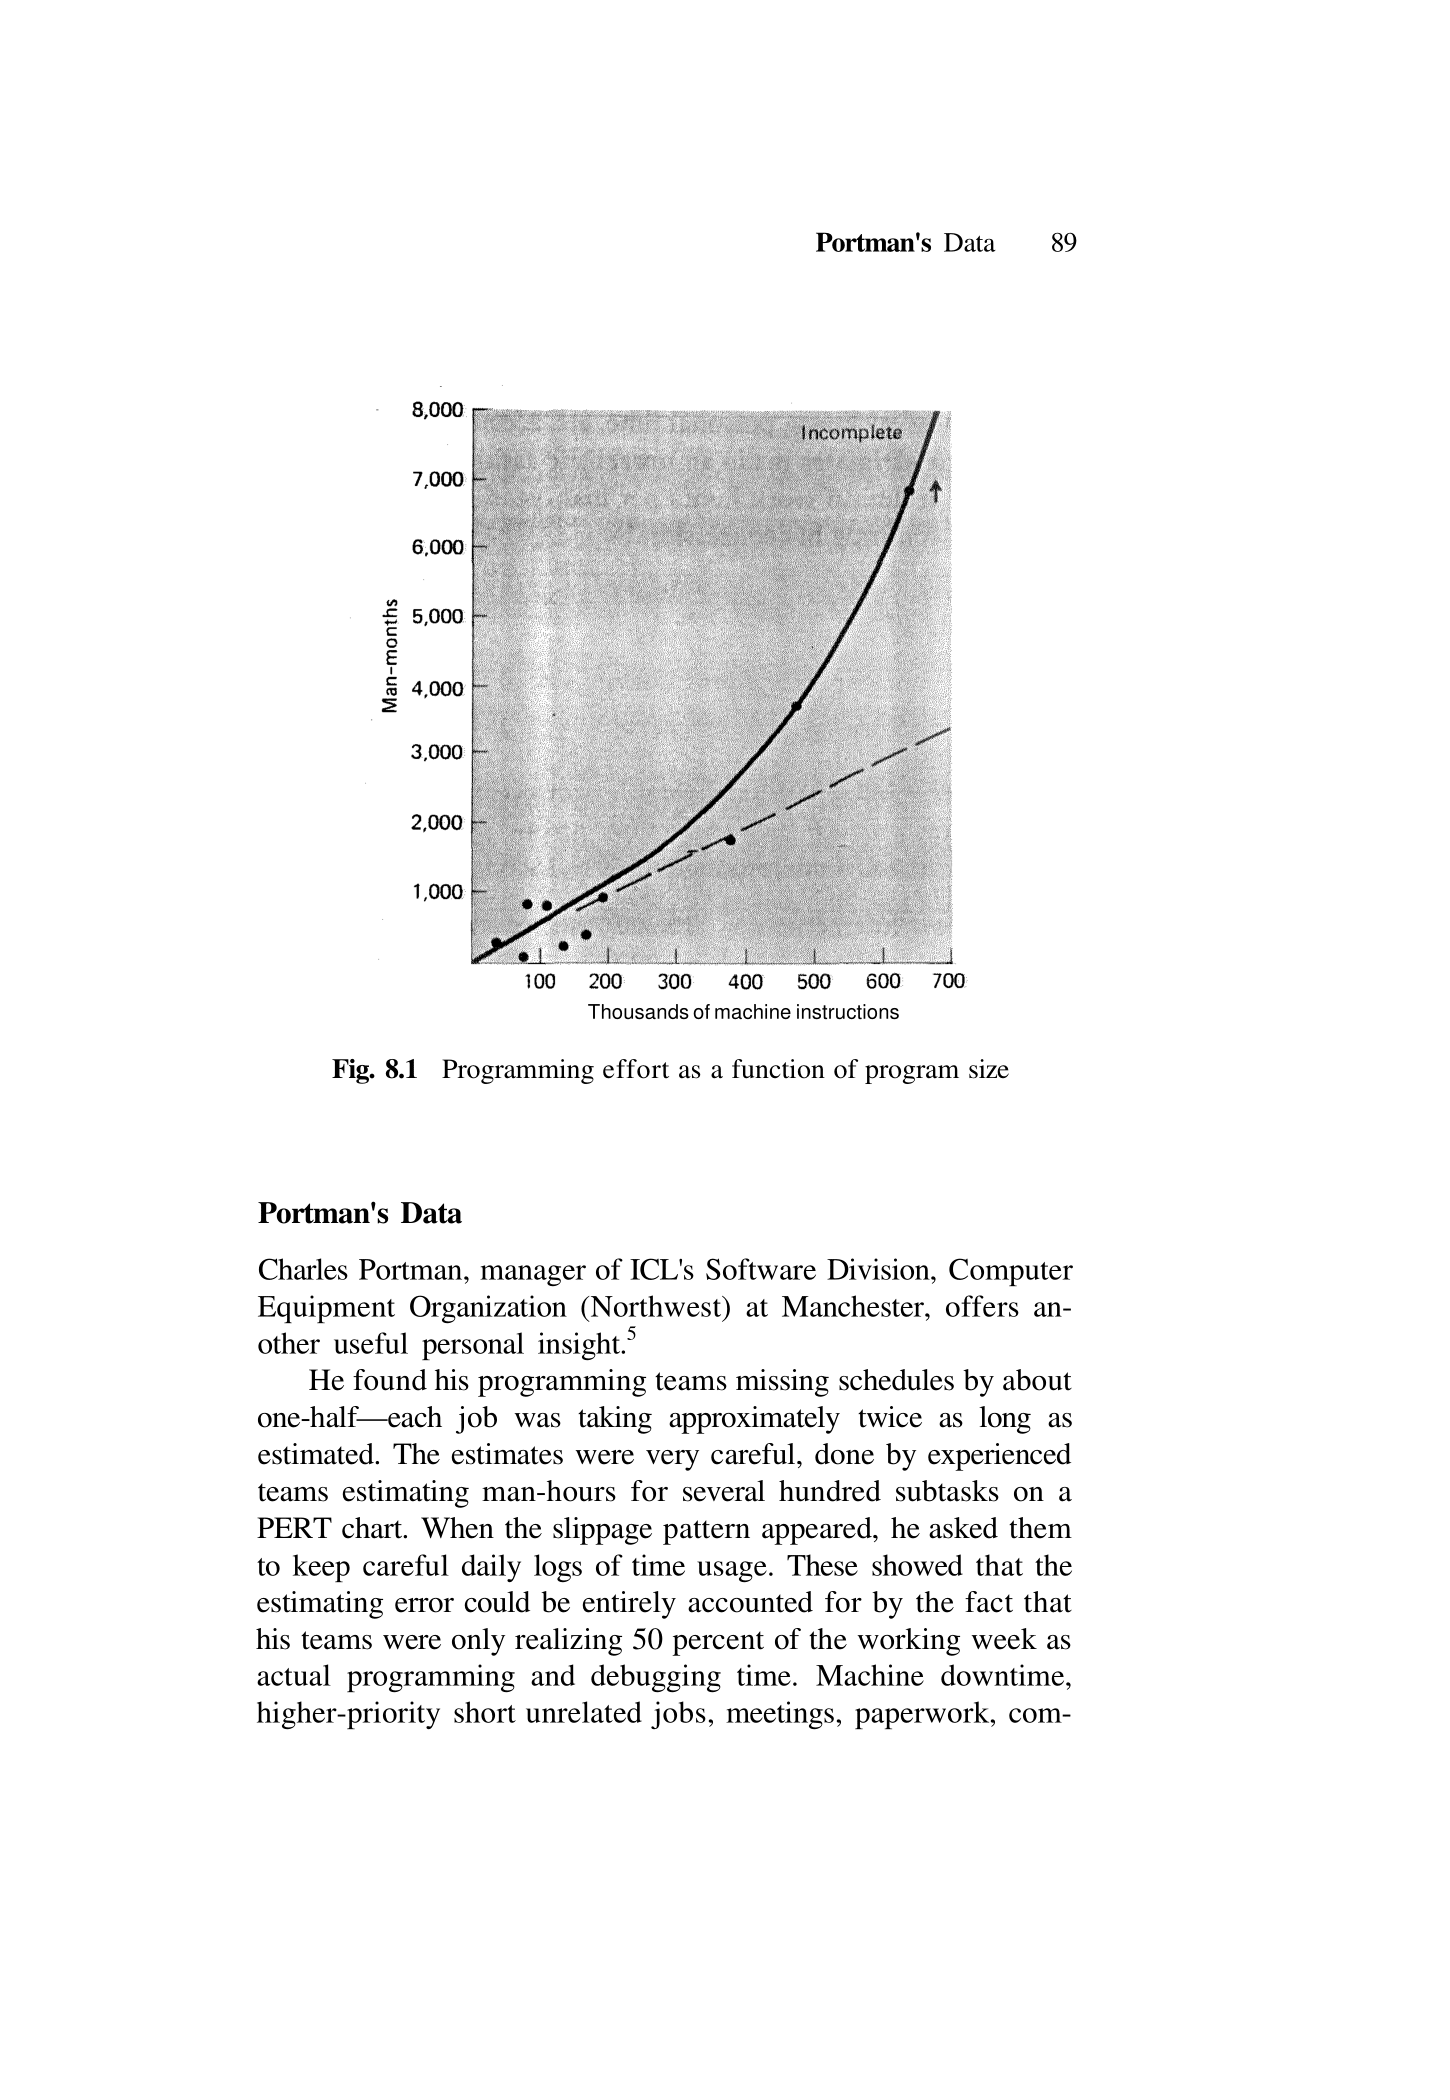 Portman's Data 89
8,000
Incomplete
7,000
6,000
5,000
Man-months
4,000
3,000
2,000
1,000
100 200 300 400 500 600 700
Thousands of machine instructions
Fig. 8.1 Programming effort as a function of program size
Portman's Data
Charles Portman, manager of ICL's Software Division, Computer
Equipment Organization (Northwest) at Manchester, offers an-
other useful personal insight.5
He found his programming teams missing schedules by about
one-half—each job was taking approximately twice as long as
estimated. The estimates were very careful, done by experienced
teams estimating man-hours for several hundred subtasks on a
PERT chart. When the slippage pattern appeared, he asked them
to keep careful daily logs of time usage. These showed that the
estimating error could be entirely accounted for by the fact that
his teams were only realizing 50 percent of the working week as
actual programming and debugging time. Machine downtime,
higher-priority short unrelated jobs, meetings, paperwork, com-